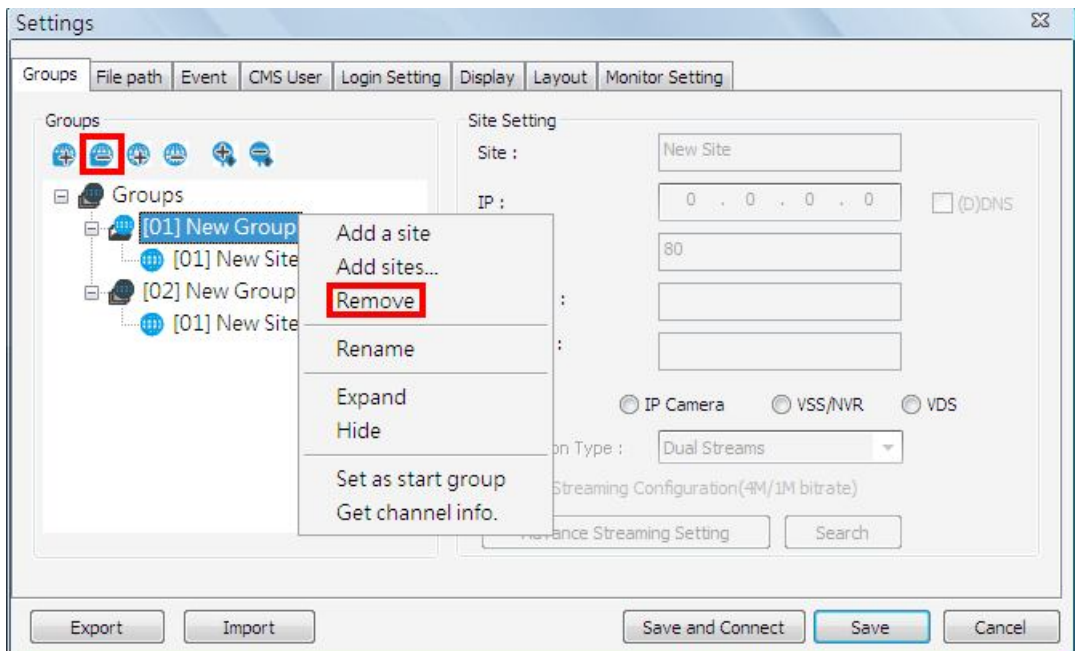 Settings
Groups File path Event CMS User Login Setting Display Layout Monitor Setting
Groups
Groups
[01] New Group
[01] New Site
[02] New Group
[01] New Site
Add a site
Add sites...
Remove
Rename
Expand
Hide
Set as start group
Get channel info.
Site Setting
Site : New Site
IP : 0 . 0 . 0 . 0 (D)DNS
80
:
:
IP Camera VSS/NVR VDS
on Type : Dual Streams
Streaming Configuration(4M/1M bitrate)
Advance Streaming Setting Search
Export Import Save and Connect Save Cancel